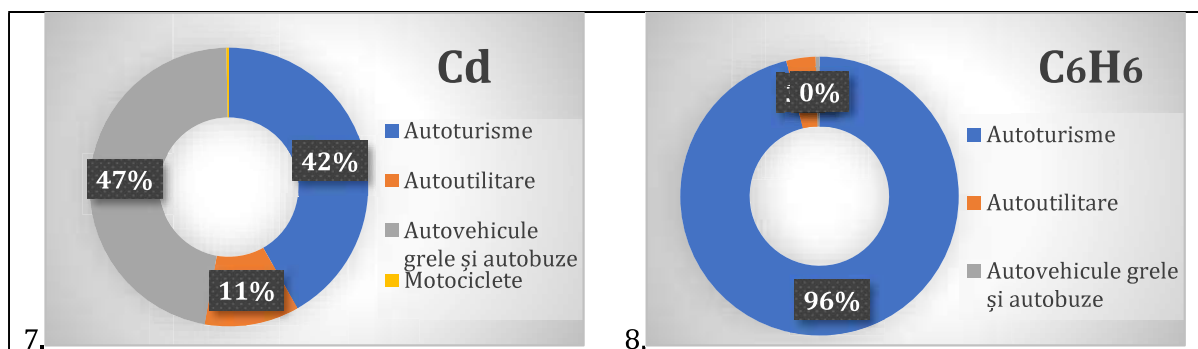 Cd
47%
42%
11%
Autoturisme
Autoutilitare
Autovehicule
grele și autobuze
Motociclete
7.
C6H6
0%
96%
Autoturisme
Autoutilitare
Autovehicule grele
și autobuze
8.